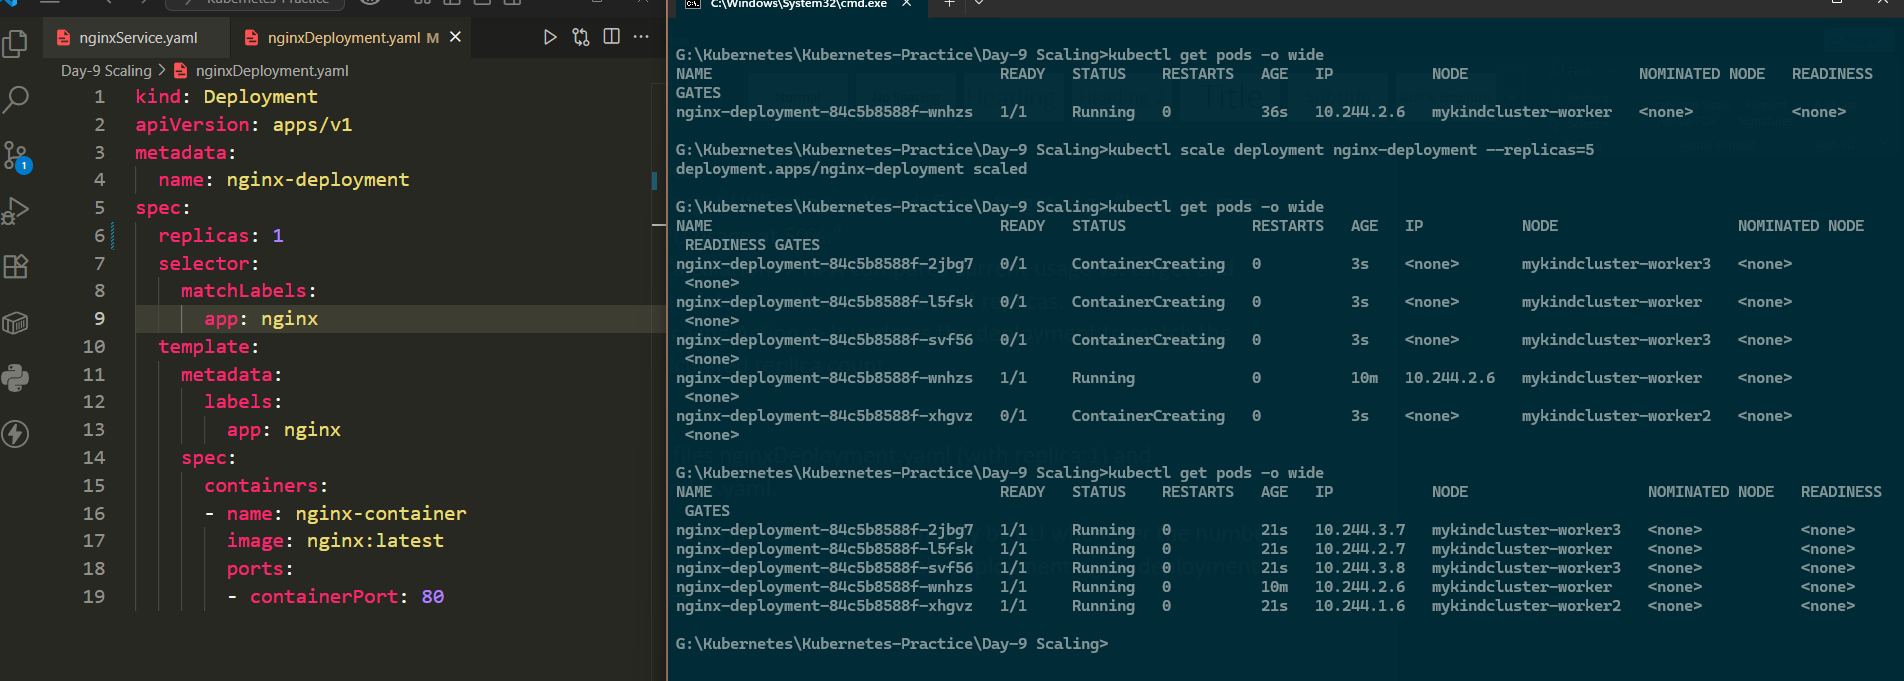 Kubernetes-Practice
nginxService.yaml
nginxDeployment.yaml M
Day-9 Scaling > nginxDeployment.yaml
1 kind: Deployment
2 apiVersion: apps/v1
3 metadata:
4 name: nginx-deployment
5 spec:
6 replicas: 1
7 selector:
8 matchLabels:
9 app: nginx
10 template:
11 metadata:
12 labels:
13 app: nginx
14 spec:
15 containers:
16 - name: nginx-container
17 image: nginx:latest
18 ports:
19 - containerPort: 80
1
C:\Windows\System32\cmd.exe
G:\Kubernetes\Kubernetes-Practice\Day-9 Scaling>kubectl get pods -o wide
NAME READY STATUS RESTARTS AGE IP NODE NOMINATED NODE READINESS
GATES
nginx-deployment-84c5b8588f-wnhzs 1/1 Running 0 36s 10.244.2.6 mykindcluster-worker <none> <none>
G:\Kubernetes\Kubernetes-Practice\Day-9 Scaling>kubectl scale deployment nginx-deployment --replicas=5
deployment.apps/nginx-deployment scaled
G:\Kubernetes\Kubernetes-Practice\Day-9 Scaling>kubectl get pods -o wide
NAME READY STATUS RESTARTS AGE IP NODE NOMINATED NODE
READINESS GATES
nginx-deployment-84c5b8588f-2jbg7 0/1 ContainerCreating 0 3s <none> mykindcluster-worker3 <none>
<none>
nginx-deployment-84c5b8588f-l5fsk 0/1 ContainerCreating 0 3s <none> mykindcluster-worker <none>
<none>
nginx-deployment-84c5b8588f-svf56 0/1 ContainerCreating 0 3s <none> mykindcluster-worker3 <none>
<none>
nginx-deployment-84c5b8588f-wnhzs 1/1 Running 0 10m 10.244.2.6 mykindcluster-worker <none>
<none>
nginx-deployment-84c5b8588f-xhgvz 0/1 ContainerCreating 0 3s <none> mykindcluster-worker2 <none>
<none>
G:\Kubernetes\Kubernetes-Practice\Day-9 Scaling>kubectl get pods -o wide
NAME READY STATUS RESTARTS AGE IP NODE NOMINATED NODE READINESS
GATES
nginx-deployment-84c5b8588f-2jbg7 1/1 Running 0 21s 10.244.3.7 mykindcluster-worker3 <none> <none>
nginx-deployment-84c5b8588f-l5fsk 1/1 Running 0 21s 10.244.2.7 mykindcluster-worker <none> <none>
nginx-deployment-84c5b8588f-svf56 1/1 Running 0 21s 10.244.3.8 mykindcluster-worker3 <none> <none>
nginx-deployment-84c5b8588f-wnhzs 1/1 Running 0 10m 10.244.2.6 mykindcluster-worker <none> <none>
nginx-deployment-84c5b8588f-xhgvz 1/1 Running 0 21s 10.244.1.6 mykindcluster-worker2 <none> <none>
G:\Kubernetes\Kubernetes-Practice\Day-9 Scaling>